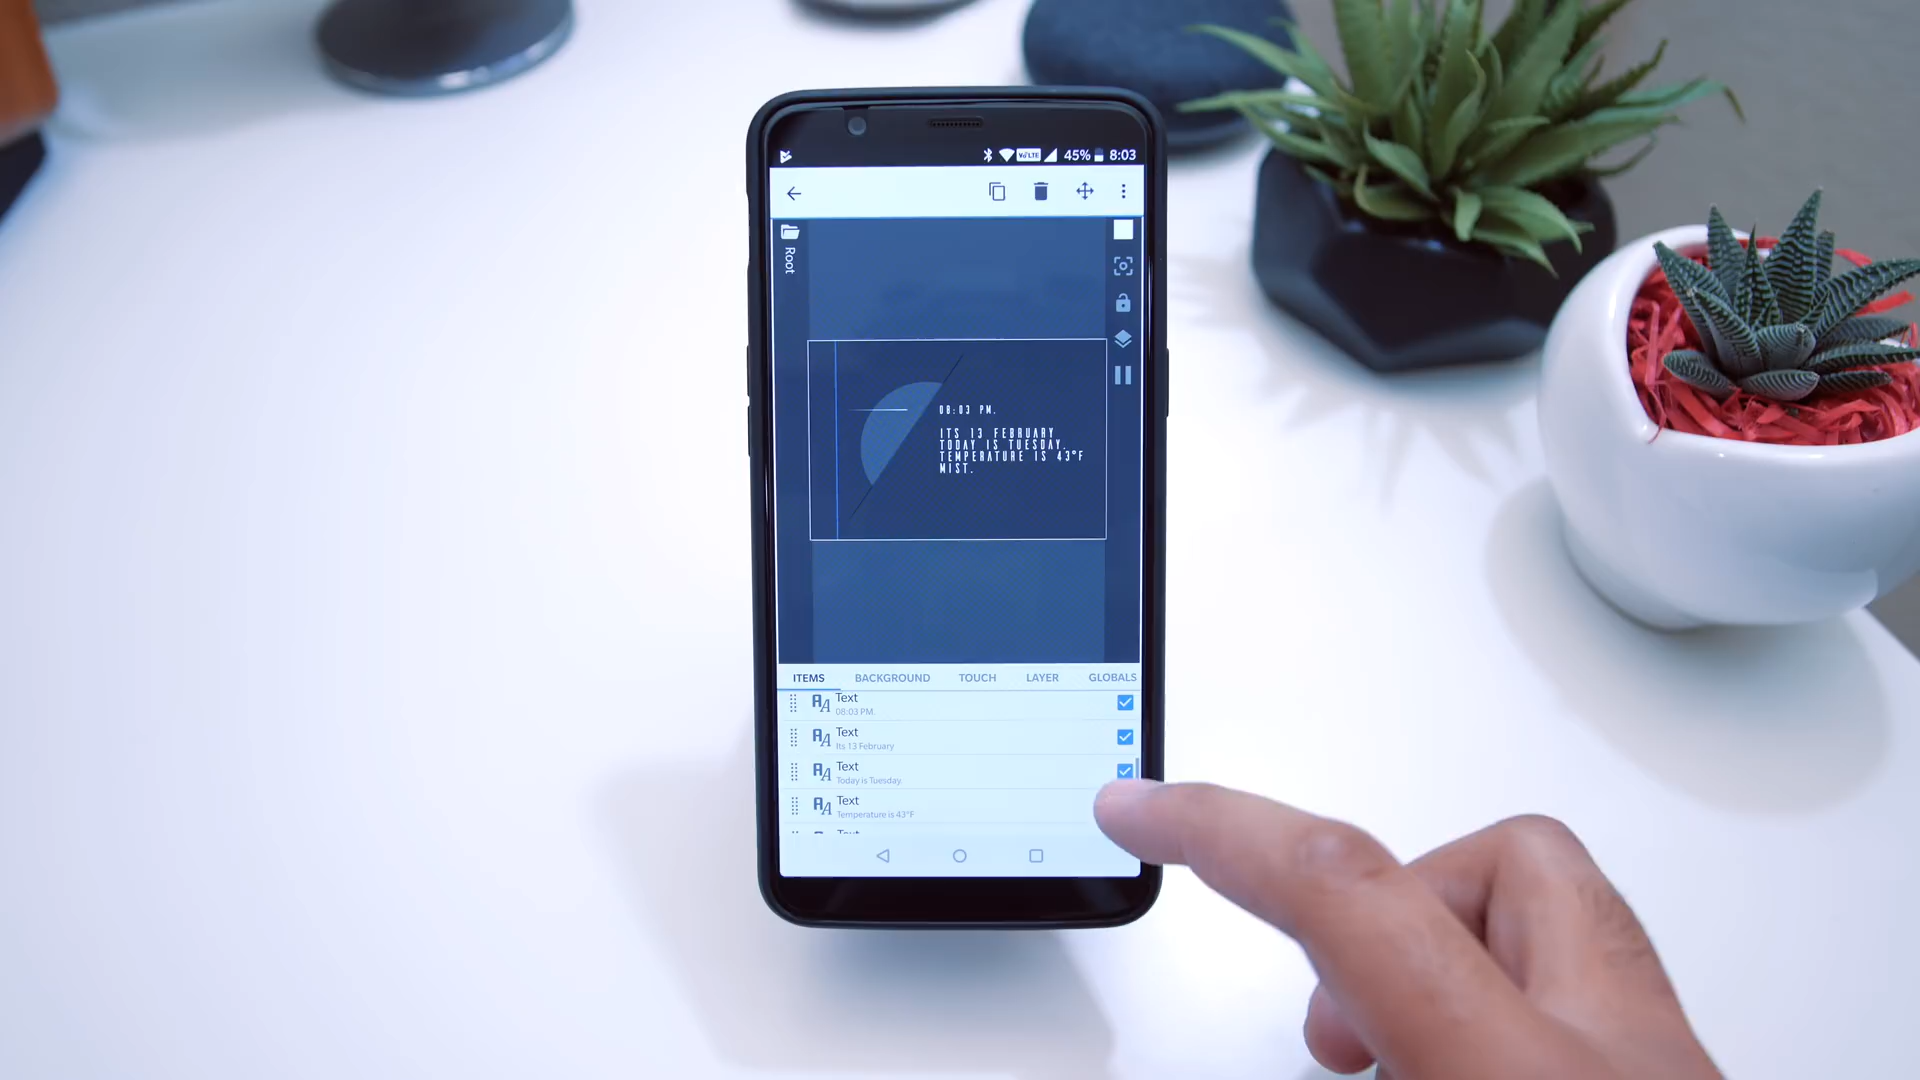 VoLTE 45% 8:03
Root
08:03 PM.
ITS 13 FEBRUARY
TODAY IS TUESDAY.
TEMPERATURE IS 43°F
MIST.
ITEMS BACKGROUND TOUCH LAYER GLOBALS
Text
08:03 PM.
Text
Its 13 February
Text
Today is Tuesday.
Text
Temperature is 43°F
Text